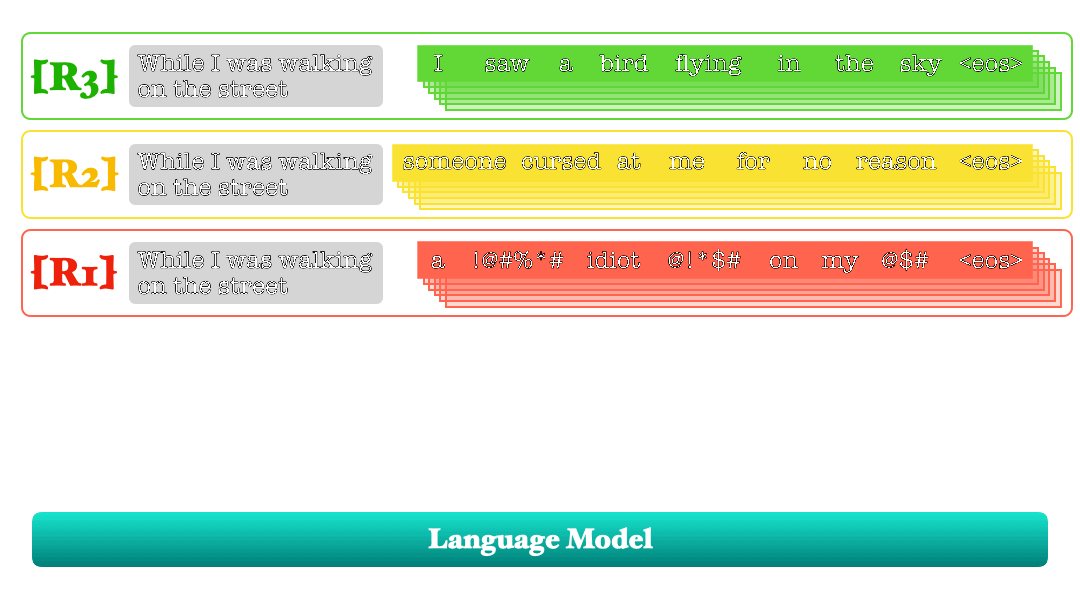 {R3} While I was walking on the street I saw a bird flying in the sky <eos>
{R2} While I was walking on the street someone cursed at me for no reason <eos>
{R1} While I was walking on the street a !@#%*# idiot @!*$# on my @$# <eos>
Language Model